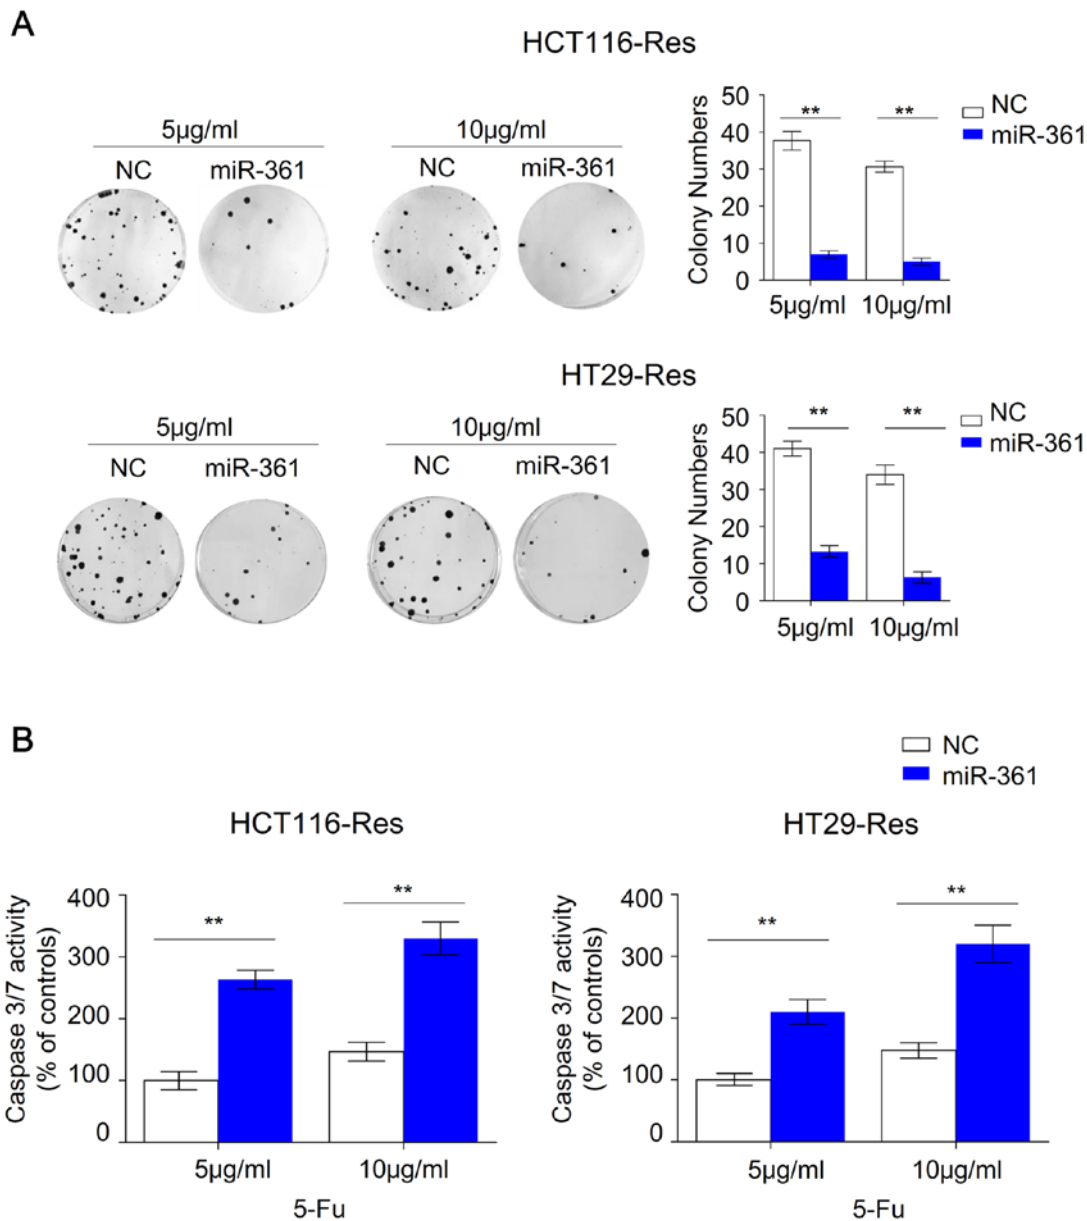 A
HCT116-Res
5µg/ml
10µg/ml
NC
miR-361
NC
miR-361
Colony Numbers
50
40
30
20
10
0
**
**
NC
miR-361
5µg/ml
10µg/ml
HT29-Res
5µg/ml
10µg/ml
NC
miR-361
NC
miR-361
Colony Numbers
50
40
30
20
10
0
**
**
NC
miR-361
5µg/ml
10µg/ml
B
NC
miR-361
HCT116-Res
Caspase 3/7 activity
(% of controls)
400
300
200
100
0
**
**
5µg/ml
10µg/ml
5-Fu
HT29-Res
Caspase 3/7 activity
(% of controls)
400
300
200
100
0
**
**
5µg/ml
10µg/ml
5-Fu